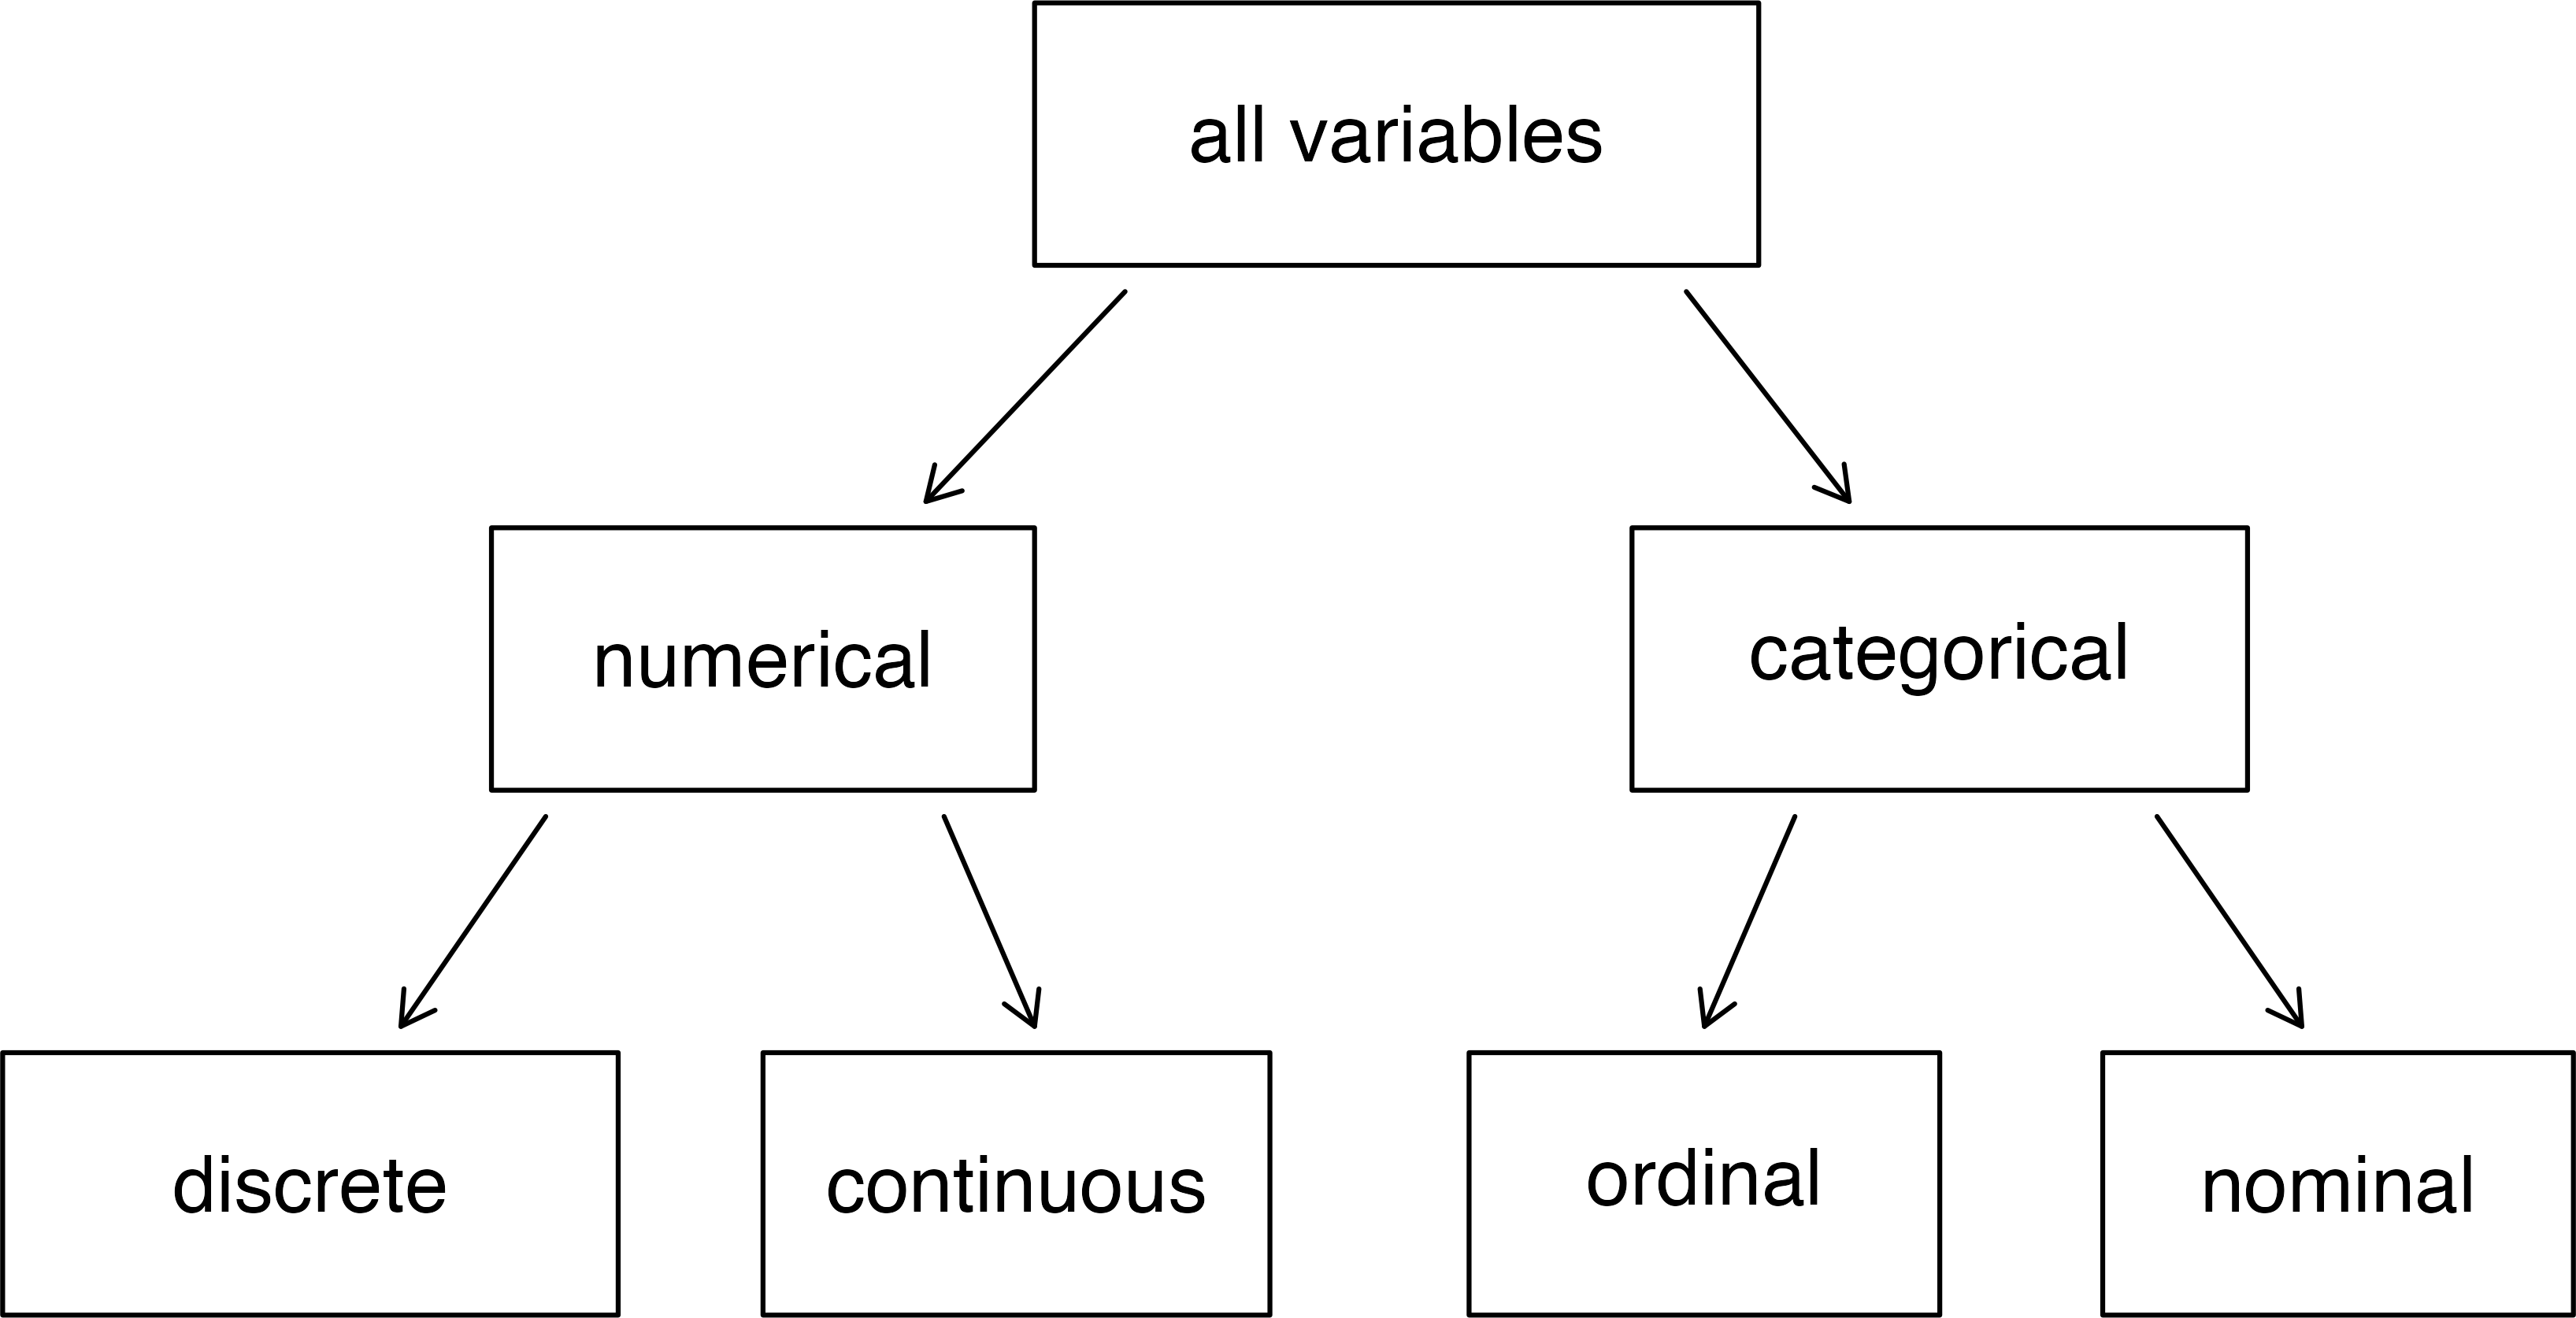 all variables
numerical
categorical
discrete
continuous
ordinal
nominal